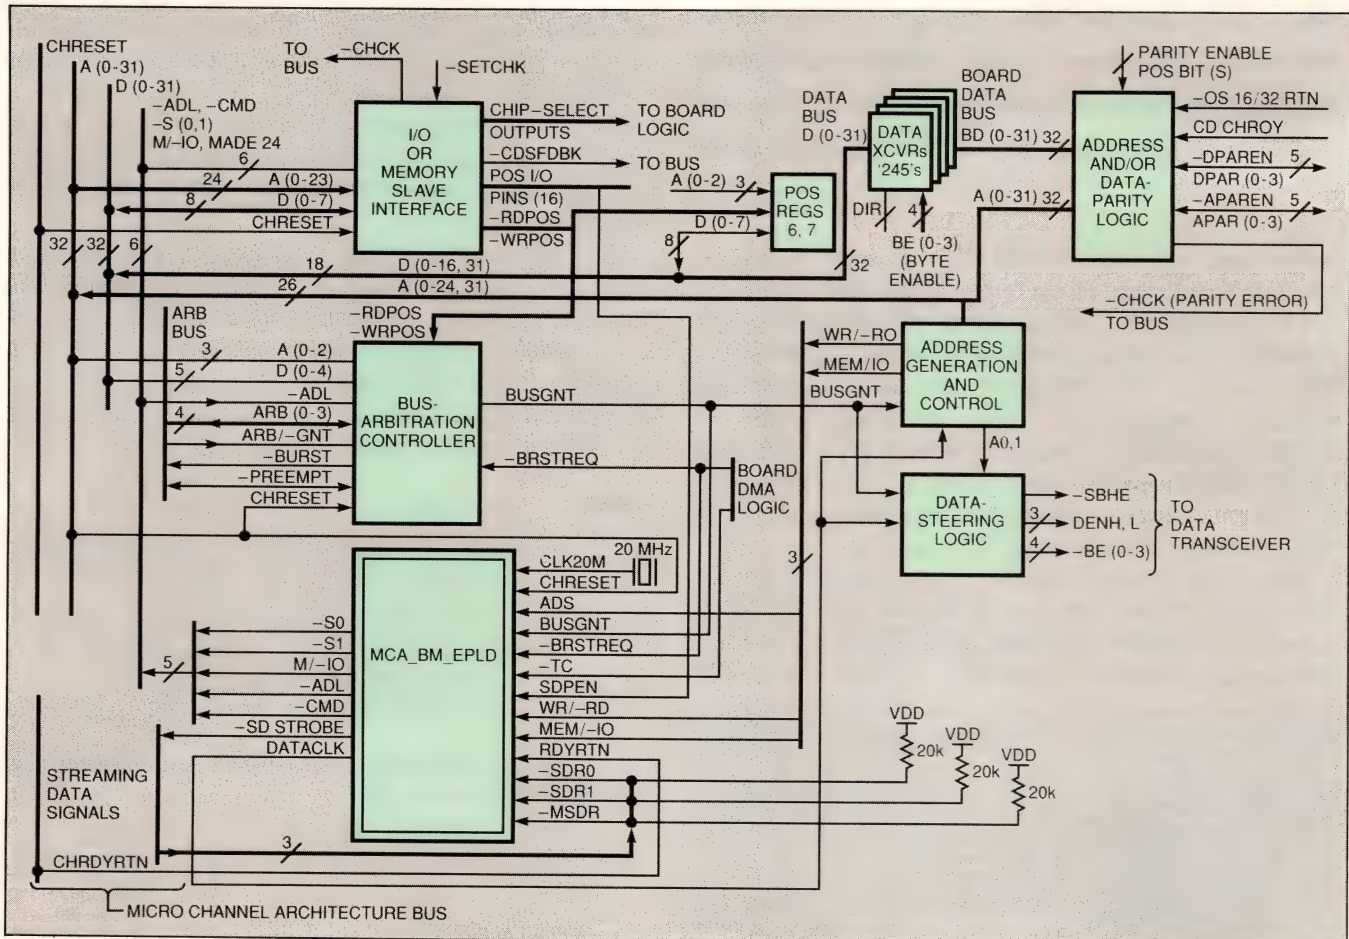 CHRESET
A (0-31)
D (0-31)
-ADL, -CMD
-S (0,1)
M/-IO, MADE 24
6
24
A (0-23)
8
D (0-7)
CHRESET
32
32
6
TO
BUS
-CHCK
-SETCHK
I/O
OR
MEMORY
SLAVE
INTERFACE
CHIP-SELECT
OUTPUTS
TO BOARD
LOGIC
-CDSFDBK
TO BUS
POS I/O
PINS (16)
-RDPOS
-WRPOS
A (0-2)
3
D (0-7)
8
POS
REGS
6, 7
DATA
BUS
D (0-31)
BOARD
DATA
BUS
DATA
XCVRs
'245's
BD (0-31)
32
DIR
4
BE (0-3)
(BYTE
ENABLE)
32
A (0-31)
32
PARITY ENABLE
POS BIT (S)
ADDRESS
AND/OR
DATA-
PARITY
LOGIC
-OS 16/32 RTN
CD CHROY
-DPAREN
5
DPAR (0-3)
-APAREN
5
APAR (0-3)
-CHCK (PARITY ERROR)
TO BUS
18
D (0-16, 31)
26
A (0-24, 31)
ARB
BUS
-RDPOS
-WRPOS
3
A (0-2)
5
D (0-4)
-ADL
4
ARB (0-3)
ARB/-GNT
-BURST
-PREEMPT
CHRESET
BUS-
ARBITRATION
CONTROLLER
BUSGNT
-BRSTREQ
BOARD
DMA
LOGIC
WR/-RO
MEM/IO
BUSGNT
ADDRESS
GENERATION
AND
CONTROL
A0,1
DATA-
STEERING
LOGIC
-SBHE
3
DENH, L
4
-BE (0-3)
TO
DATA
TRANSCEIVER
3
MCA_BM_EPLD
20 MHz
CLK20M
CHRESET
ADS
BUSGNT
-BRSTREQ
-TC
SDPEN
WR/-RD
MEM/-IO
RDYRTN
-SDR0
-SDR1
-MSDR
-S0
-S1
5
M/-IO
-ADL
-CMD
-SD STROBE
DATACLK
VDD
20k
VDD
20k
VDD
20k
STREAMING
DATA
SIGNALS
3
CHRDYRTN
MICRO CHANNEL ARCHITECTURE BUS